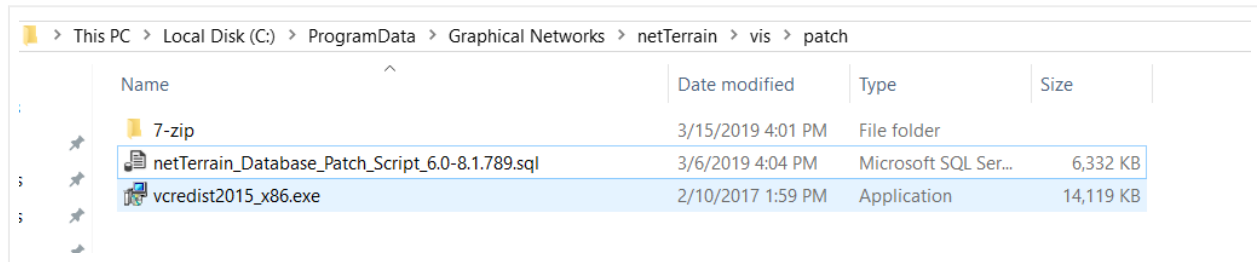 This PC > Local Disk (C:) > ProgramData > Graphical Networks > netTerrain > vis > patch
Name Date modified Type Size
7-zip 3/15/2019 4:01 PM File folder
netTerrain_Database_Patch_Script_6.0-8.1.789.sql 3/6/2019 4:04 PM Microsoft SQL Ser... 6,332 KB
vcredist2015_x86.exe 2/10/2017 1:59 PM Application 14,119 KB